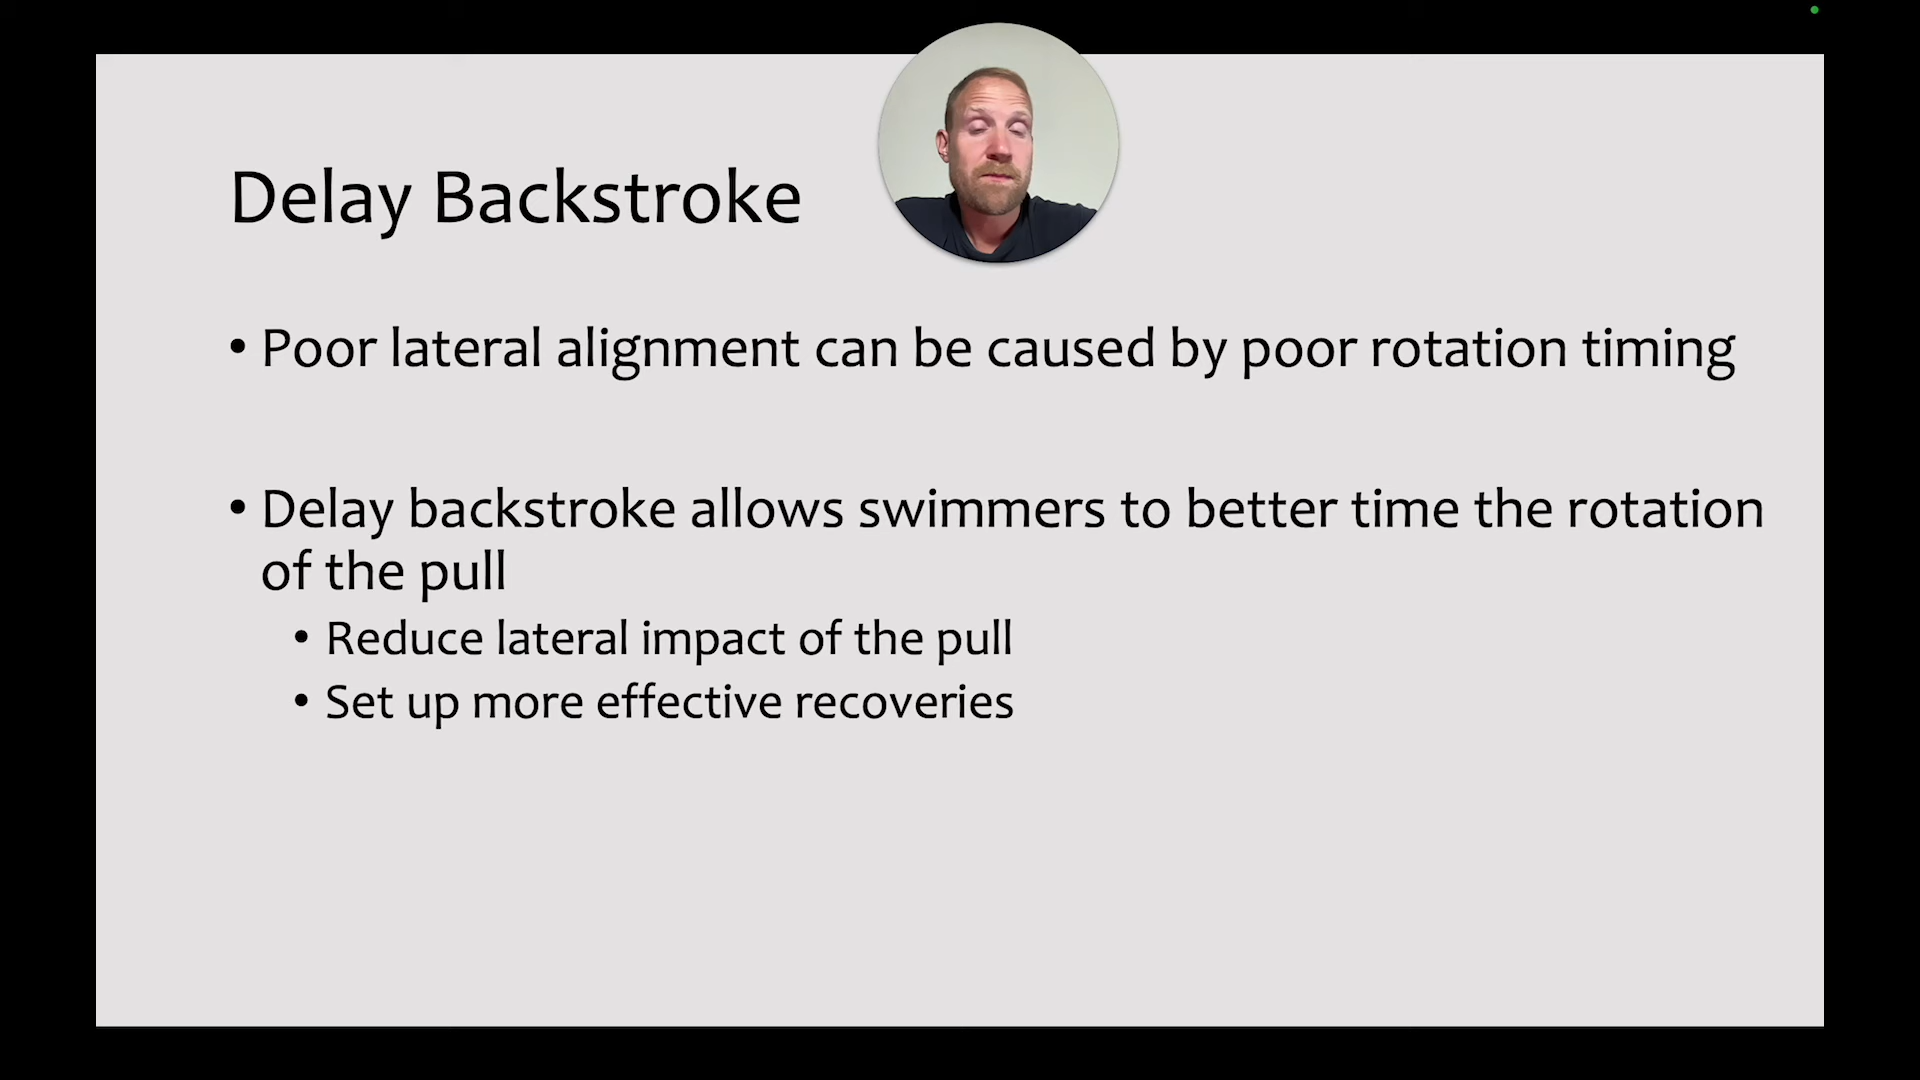 Delay Backstroke
• Poor lateral alignment can be caused by poor rotation timing
• Delay backstroke allows swimmers to better time the rotation
of the pull
• Reduce lateral impact of the pull
• Set up more effective recoveries